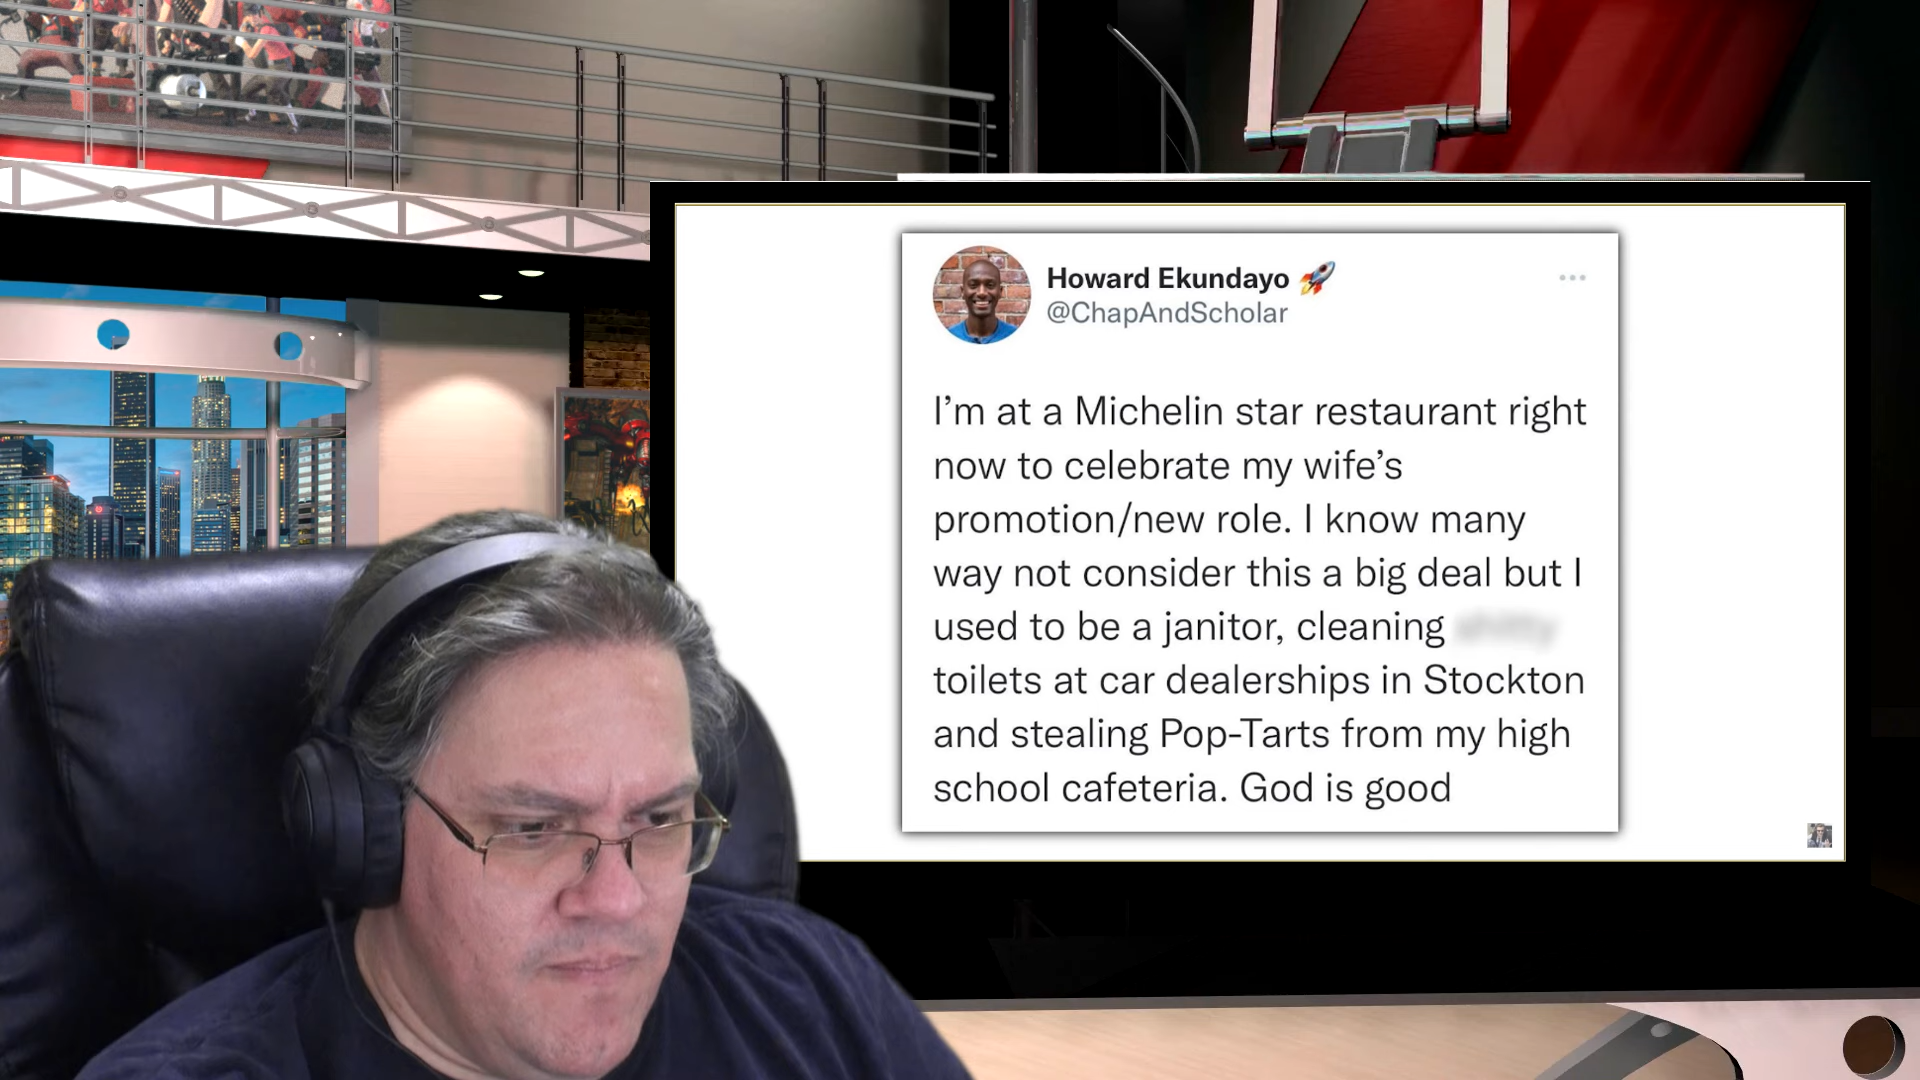 Howard Ekundayo 🚀
@ChapAndScholar
I’m at a Michelin star restaurant right
now to celebrate my wife’s
promotion/new role. I know many
way not consider this a big deal but I
used to be a janitor, cleaning
toilets at car dealerships in Stockton
and stealing Pop-Tarts from my high
school cafeteria. God is good